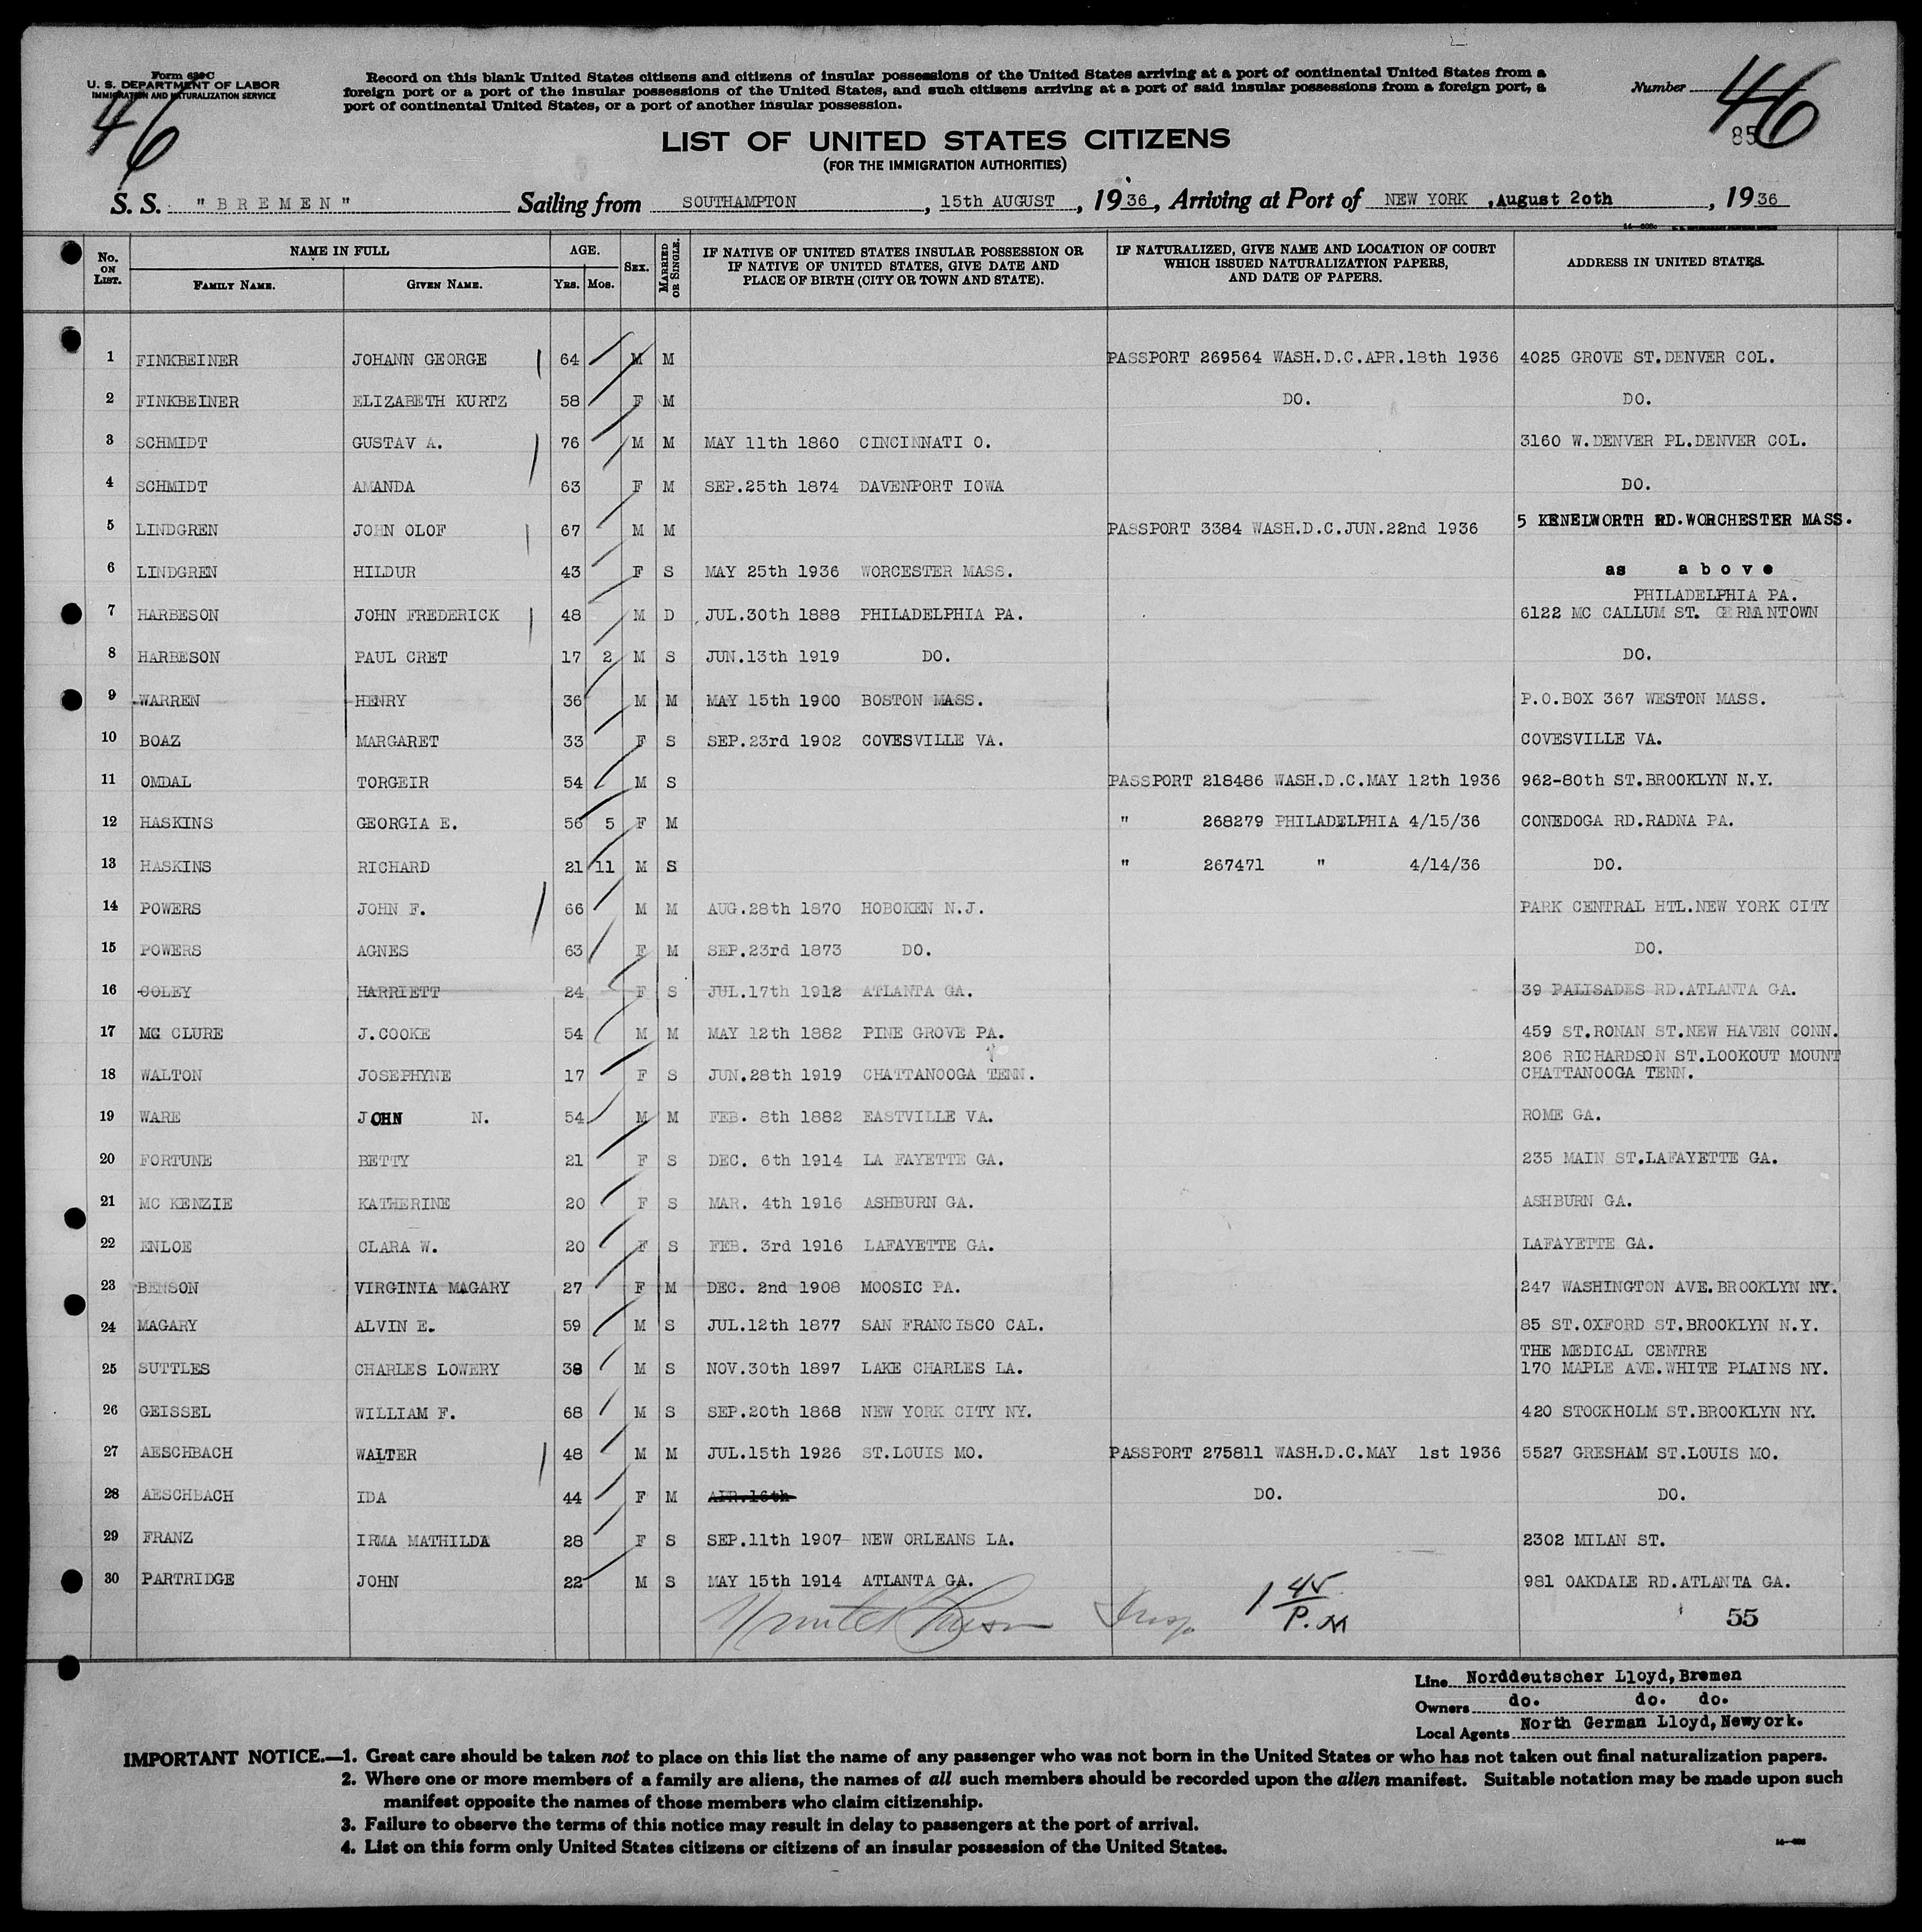 Form 630C
U. S. DEPARTMENT OF LABOR
IMMIGRATION AND NATURALIZATION SERVICE
46
Record on this blank United States citizens and citizens of insular possessions of the United States arriving at a port of continental United States from a
foreign port or a port of the insular possessions of the United States, and such citizens arriving at a port of said insular possessions from a foreign port, a
port of continental United States, or a port of another insular possession.
Number 46
85
LIST OF UNITED STATES CITIZENS
(FOR THE IMMIGRATION AUTHORITIES)
S. S. "BREMEN" Sailing from SOUTHAMPTON, 15th AUGUST, 1936, Arriving at Port of NEW YORK, August 20th, 1936
No. ON LIST. NAME IN FULL FAMILY NAME. GIVEN NAME. AGE. YRS. MOS. SEX. MARRIED OR SINGLE. IF NATIVE OF UNITED STATES INSULAR POSSESSION OR IF NATIVE OF UNITED STATES, GIVE DATE AND PLACE OF BIRTH (CITY OR TOWN AND STATE). IF NATURALIZED, GIVE NAME AND LOCATION OF COURT WHICH ISSUED NATURALIZATION PAPERS, AND DATE OF PAPERS. ADDRESS IN UNITED STATES.
1 FINKBEINER JOHANN GEORGE 64 M M PASSPORT 269564 WASH.D.C.APR.18th 1936 4025 GROVE ST.DENVER COL.
2 FINKBEINER ELIZABETH KURTZ 58 F M DO. DO.
3 SCHMIDT GUSTAV A. 76 M M MAY 11th 1860 CINCINNATI O. 3160 W.DENVER PL.DENVER COL.
4 SCHMIDT AMANDA 63 F M SEP.25th 1874 DAVENPORT IOWA DO.
5 LINDGREN JOHN OLOF 67 M M PASSPORT 3384 WASH.D.C.JUN.22nd 1936 5 KENELWORTH RD.WORCHESTER MASS.
6 LINDGREN HILDUR 43 F S MAY 25th 1936 WORCESTER MASS. as above
PHILADELPHIA PA.
7 HARBESON JOHN FREDERICK 48 M D JUL.30th 1888 PHILADELPHIA PA. 6122 MC CALLUM ST. GERMANTOWN
8 HARBESON PAUL CRET 17 2 M S JUN.13th 1919 DO. DO.
9 WARREN HENRY 36 M M MAY 15th 1900 BOSTON MASS. P.O.BOX 367 WESTON MASS.
10 BOAZ MARGARET 33 F S SEP.23rd 1902 COVESVILLE VA. COVESVILLE VA.
11 OMDAL TORGEIR 54 M S PASSPORT 218486 WASH.D.C.MAY 12th 1936 962-80th ST.BROOKLYN N.Y.
12 HASKINS GEORGIA E. 56 5 F M " 268279 PHILADELPHIA 4/15/36 CONEDOGA RD.RADNA PA.
13 HASKINS RICHARD 21 11 M S " 267471 " 4/14/36 DO.
14 POWERS JOHN F. 66 M M AUG.28th 1870 HOBOKEN N.J. PARK CENTRAL HTL.NEW YORK CITY
15 POWERS AGNES 63 F M SEP.23rd 1873 DO. DO.
16 COLEY HARRIETT 24 F S JUL.17th 1912 ATLANTA GA. 39 PALISADES RD.ATLANTA GA.
17 MC CLURE J.COOKE 54 M M MAY 12th 1882 PINE GROVE PA. 459 ST.RONAN ST.NEW HAVEN CONN.
206 RICHARDSON ST.LOOKOUT MOUNT
18 WALTON JOSEPHYNE 17 F S JUN.28th 1919 CHATTANOOGA TENN. CHATTANOOGA TENN.
19 WARE JOHN N. 54 M M FEB. 8th 1882 EASTVILLE VA. ROME GA.
20 FORTUNE BETTY 21 F S DEC. 6th 1914 LA FAYETTE GA. 235 MAIN ST.LAFAYETTE GA.
21 MC KENZIE KATHERINE 20 F S MAR. 4th 1916 ASHBURN GA. ASHBURN GA.
22 ENLOE CLARA W. 20 F S FEB. 3rd 1916 LAFAYETTE GA. LAFAYETTE GA.
23 BENSON VIRGINIA MAGARY 27 F M DEC. 2nd 1908 MOOSIC PA. 247 WASHINGTON AVE.BROOKLYN NY.
24 MAGARY ALVIN E. 59 M S JUL.12th 1877 SAN FRANCISCO CAL. 85 ST.OXFORD ST.BROOKLYN N.Y.
THE MEDICAL CENTRE
25 SUTTLES CHARLES LOWERY 38 M S NOV.30th 1897 LAKE CHARLES LA. 170 MAPLE AVE.WHITE PLAINS NY.
26 GEISSEL WILLIAM F. 68 M S SEP.20th 1868 NEW YORK CITY NY. 420 STOCKHOLM ST.BROOKLYN NY.
27 AESCHBACH WALTER 48 M M JUL.15th 1926 ST.LOUIS MO. PASSPORT 275811 WASH.D.C.MAY 1st 1936 5527 GRESHAM ST.LOUIS MO.
28 AESCHBACH IDA 44 F M APR.16th DO. DO.
29 FRANZ IRMA MATHILDA 28 F S SEP.11th 1907 NEW ORLEANS LA. 2302 MILAN ST.
30 PARTRIDGE JOHN 22 M S MAY 15th 1914 ATLANTA GA. 981 OAKDALE RD.ATLANTA GA.
Insp. 1 45 P.M 55
Line Norddeutscher Lloyd,Bremen
Owners do. do. do.
Local Agents North German Lloyd,Newyork.
IMPORTANT NOTICE.—1. Great care should be taken not to place on this list the name of any passenger who was not born in the United States or who has not taken out final naturalization papers.
2. Where one or more members of a family are aliens, the names of all such members should be recorded upon the alien manifest. Suitable notation may be made upon such
manifest opposite the names of those members who claim citizenship.
3. Failure to observe the terms of this notice may result in delay to passengers at the port of arrival.
4. List on this form only United States citizens or citizens of an insular possession of the United States.